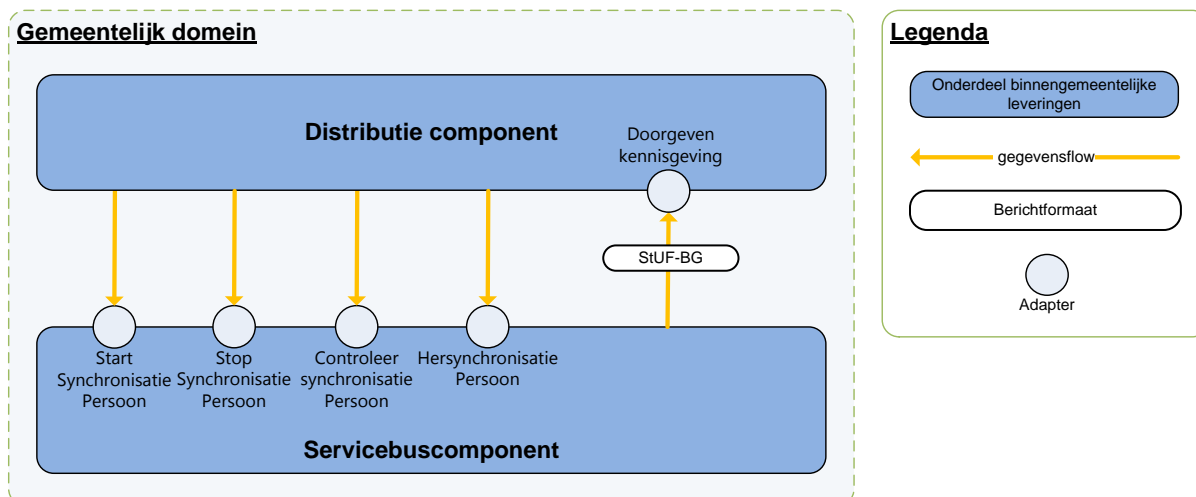 Gemeentelijk domein
Distributie component
Doorgeven
kennisgeving
StUF-BG
Start
Synchronisatie
Persoon
Stop
Synchronisatie
Persoon
Controleer
synchronisatie
Persoon
Hersynchronisatie
Persoon
Servicebuscomponent
Legenda
Onderdeel binnengemeentelijke
leveringen
gegevensflow
Berichtformaat
Adapter